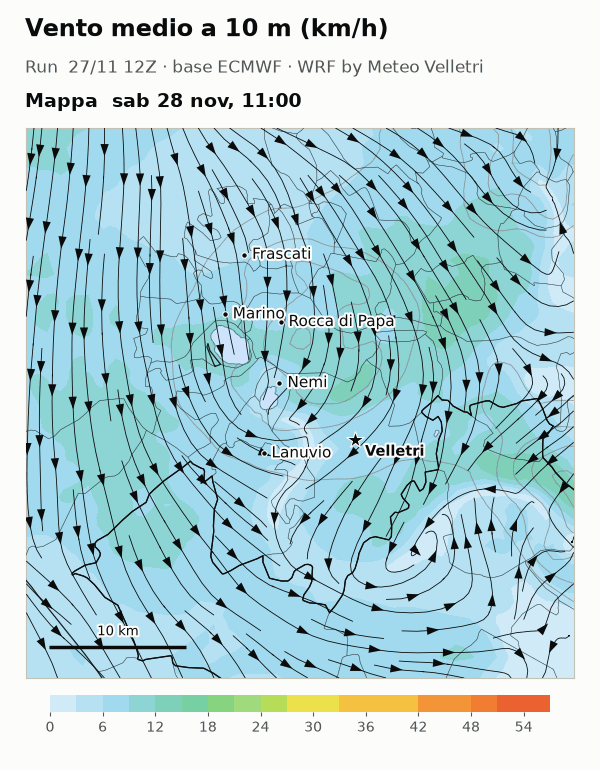 Vento medio a 10 m (km/h)
Run  27/11 12Z · base ECMWF · WRF by Meteo Velletri
Mappa  sab 28 nov, 11:00
Frascati
Marino
Rocca di Papa
Nemi
Velletri
Lanuvio
10 km
0 6 12 18 24 30 36 42 48 54